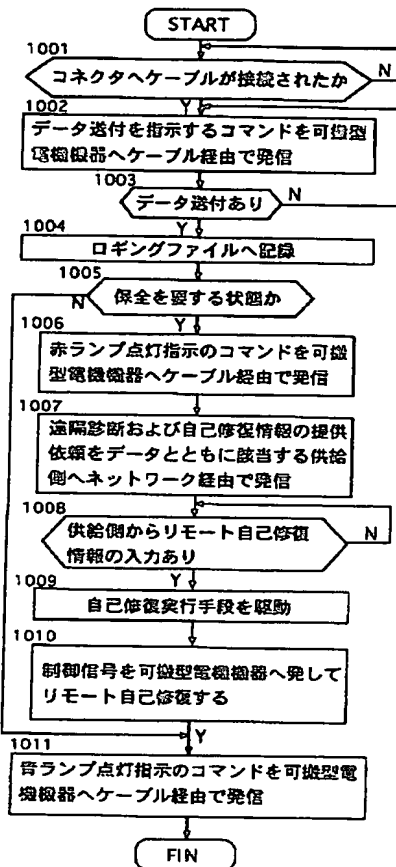 START
1001
コネクタへケーブルが接続されたか
N
Y
1002
データ送付を指示するコマンドを可搬型
電機機器へケーブル経由で発信
1003
データ送付あり
N
Y
1004
ロギングファイルへ記録
1005
保全を要する状態か
N
Y
1006
赤ランプ点灯指示のコマンドを可搬
型電機機器へケーブル経由で発信
1007
遠隔診断および自己修復情報の提供
依頼をデータとともに該当する供給
側へネットワーク経由で発信
1008
供給側からリモート自己修復
情報の入力あり
N
Y
1009
自己修復実行手段を駆動
1010
制御信号を可搬型電機機器へ発して
リモート自己修復する
Y
1011
青ランプ点灯指示のコマンドを可搬型電
機機器へケーブル経由で発信
FIN